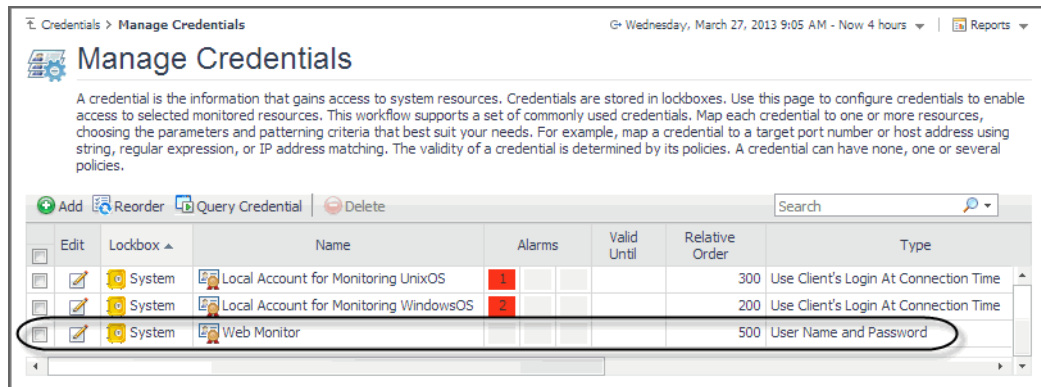 Credentials > Manage Credentials
Wednesday, March 27, 2013 9:05 AM - Now 4 hours
Reports
Manage Credentials
A credential is the information that gains access to system resources. Credentials are stored in lockboxes. Use this page to configure credentials to enable
access to selected monitored resources. This workflow supports a set of commonly used credentials. Map each credential to one or more resources,
choosing the parameters and patterning criteria that best suit your needs. For example, map a credential to a target port number or host address using
string, regular expression, or IP address matching. The validity of a credential is determined by its policies. A credential can have none, one or several
policies.
Add Reorder Query Credential Delete Search
Edit Lockbox Name Alarms Valid Until Relative Order Type
System Local Account for Monitoring UnixOS 1 300 Use Client's Login At Connection Time
System Local Account for Monitoring WindowsOS 2 200 Use Client's Login At Connection Time
System Web Monitor 500 User Name and Password